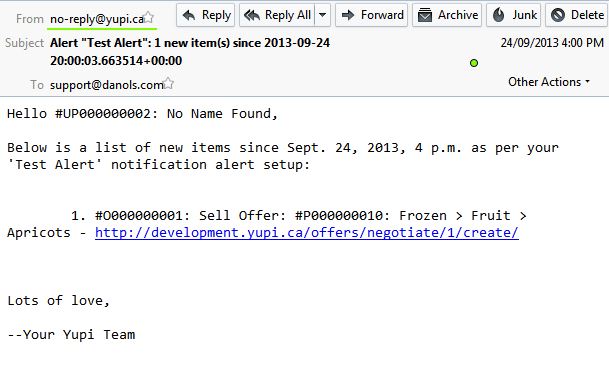 From no-reply@yupi.ca Reply Reply All Forward Archive Junk Delete
Subject Alert "Test Alert": 1 new item(s) since 2013-09-24 24/09/2013 4:00 PM
20:00:03.663514+00:00
To support@danols.com Other Actions
Hello #UP000000002: No Name Found,
Below is a list of new items since Sept. 24, 2013, 4 p.m. as per your
'Test Alert' notification alert setup:
1. #O000000001: Sell Offer: #P000000010: Frozen > Fruit >
Apricots - http://development.yupi.ca/offers/negotiate/1/create/
Lots of love,
--Your Yupi Team